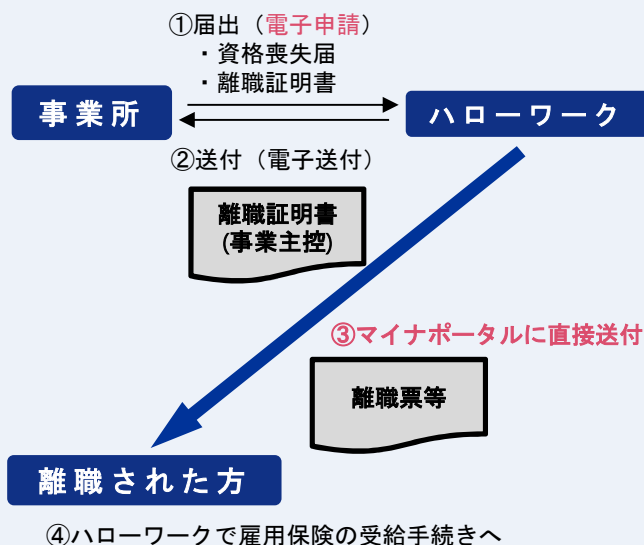 ①届出（電子申請）
・資格喪失届
・離職証明書
事業所
ハローワーク
②送付（電子送付）
離職証明書
(事業主控)
③マイナポータルに直接送付
離職票等
離職された方
④ハローワークで雇用保険の受給手続きへ